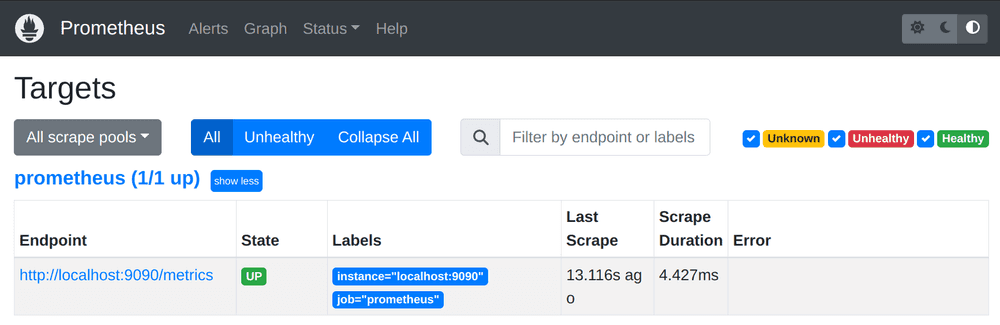 Prometheus Alerts Graph Status Help
Targets
All scrape pools All Unhealthy Collapse All Filter by endpoint or labels Unknown Unhealthy Healthy
prometheus (1/1 up) show less
Endpoint State Labels Last Scrape Scrape Duration Error
http://localhost:9090/metrics UP instance="localhost:9090" 13.116s ag 4.427ms
job="prometheus" o